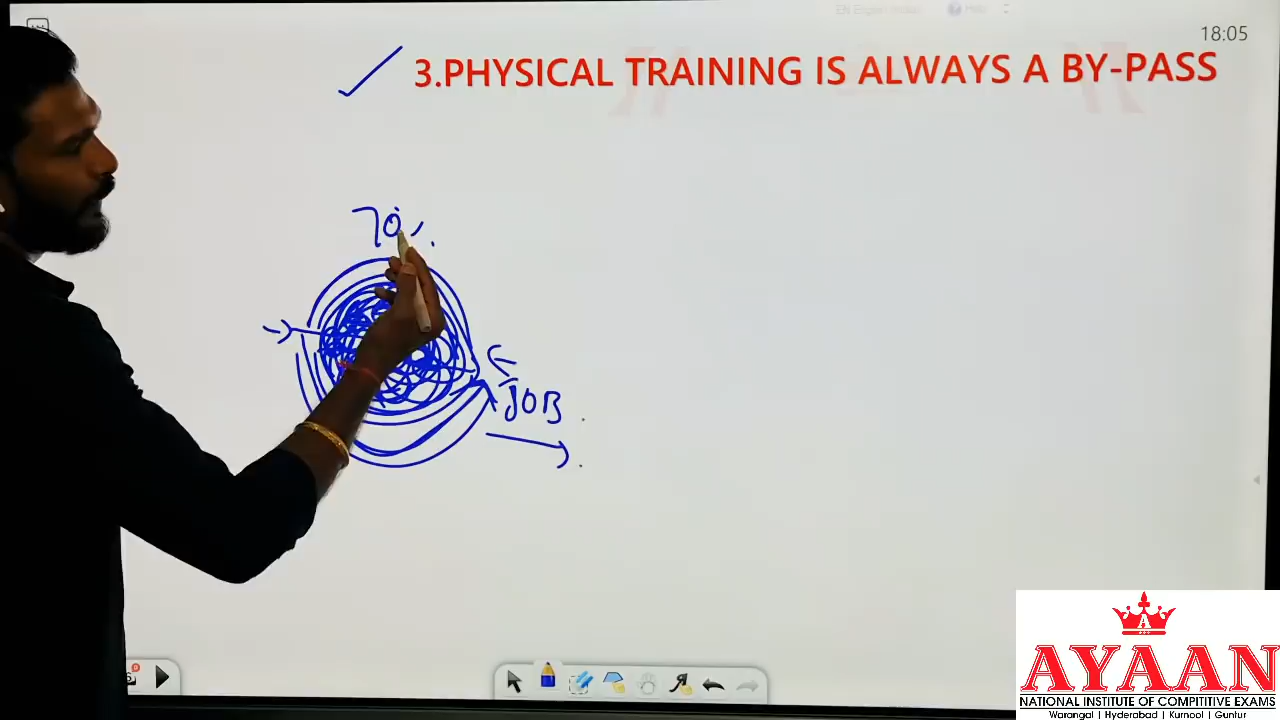 18:05
3.PHYSICAL TRAINING IS ALWAYS A BY-PASS
70%.
JOB
A
AYAAN
NATIONAL INSTITUTE OF COMPITITIVE EXAMS
Warangal | Hyderabad | Kurnool | Guntur